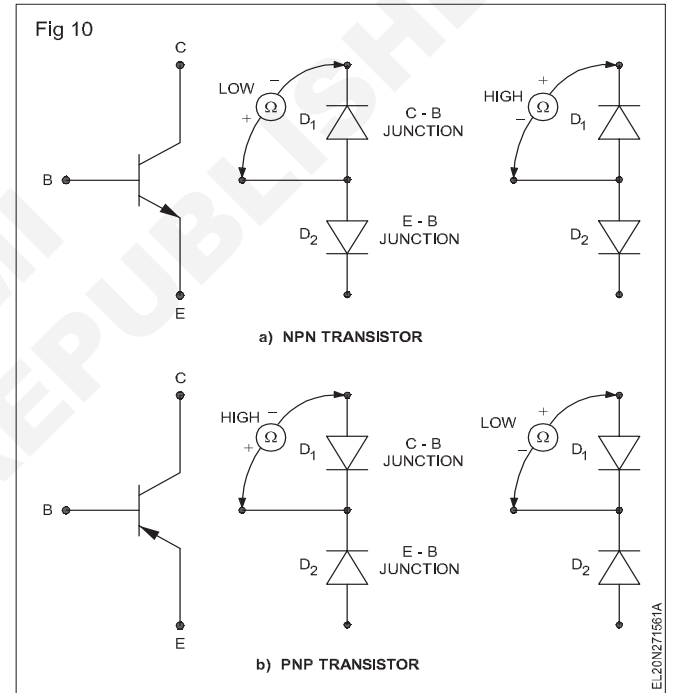 Fig 10
C
B
E
LOW
–
+
Ω
D1
C - B
JUNCTION
D2
E - B
JUNCTION
HIGH
+
–
Ω
D1
D2
a) NPN TRANSISTOR
C
B
E
HIGH
–
+
Ω
D1
C - B
JUNCTION
D2
E - B
JUNCTION
LOW
+
–
Ω
D1
D2
b) PNP TRANSISTOR
EL20N271561A
REPUBLISHE